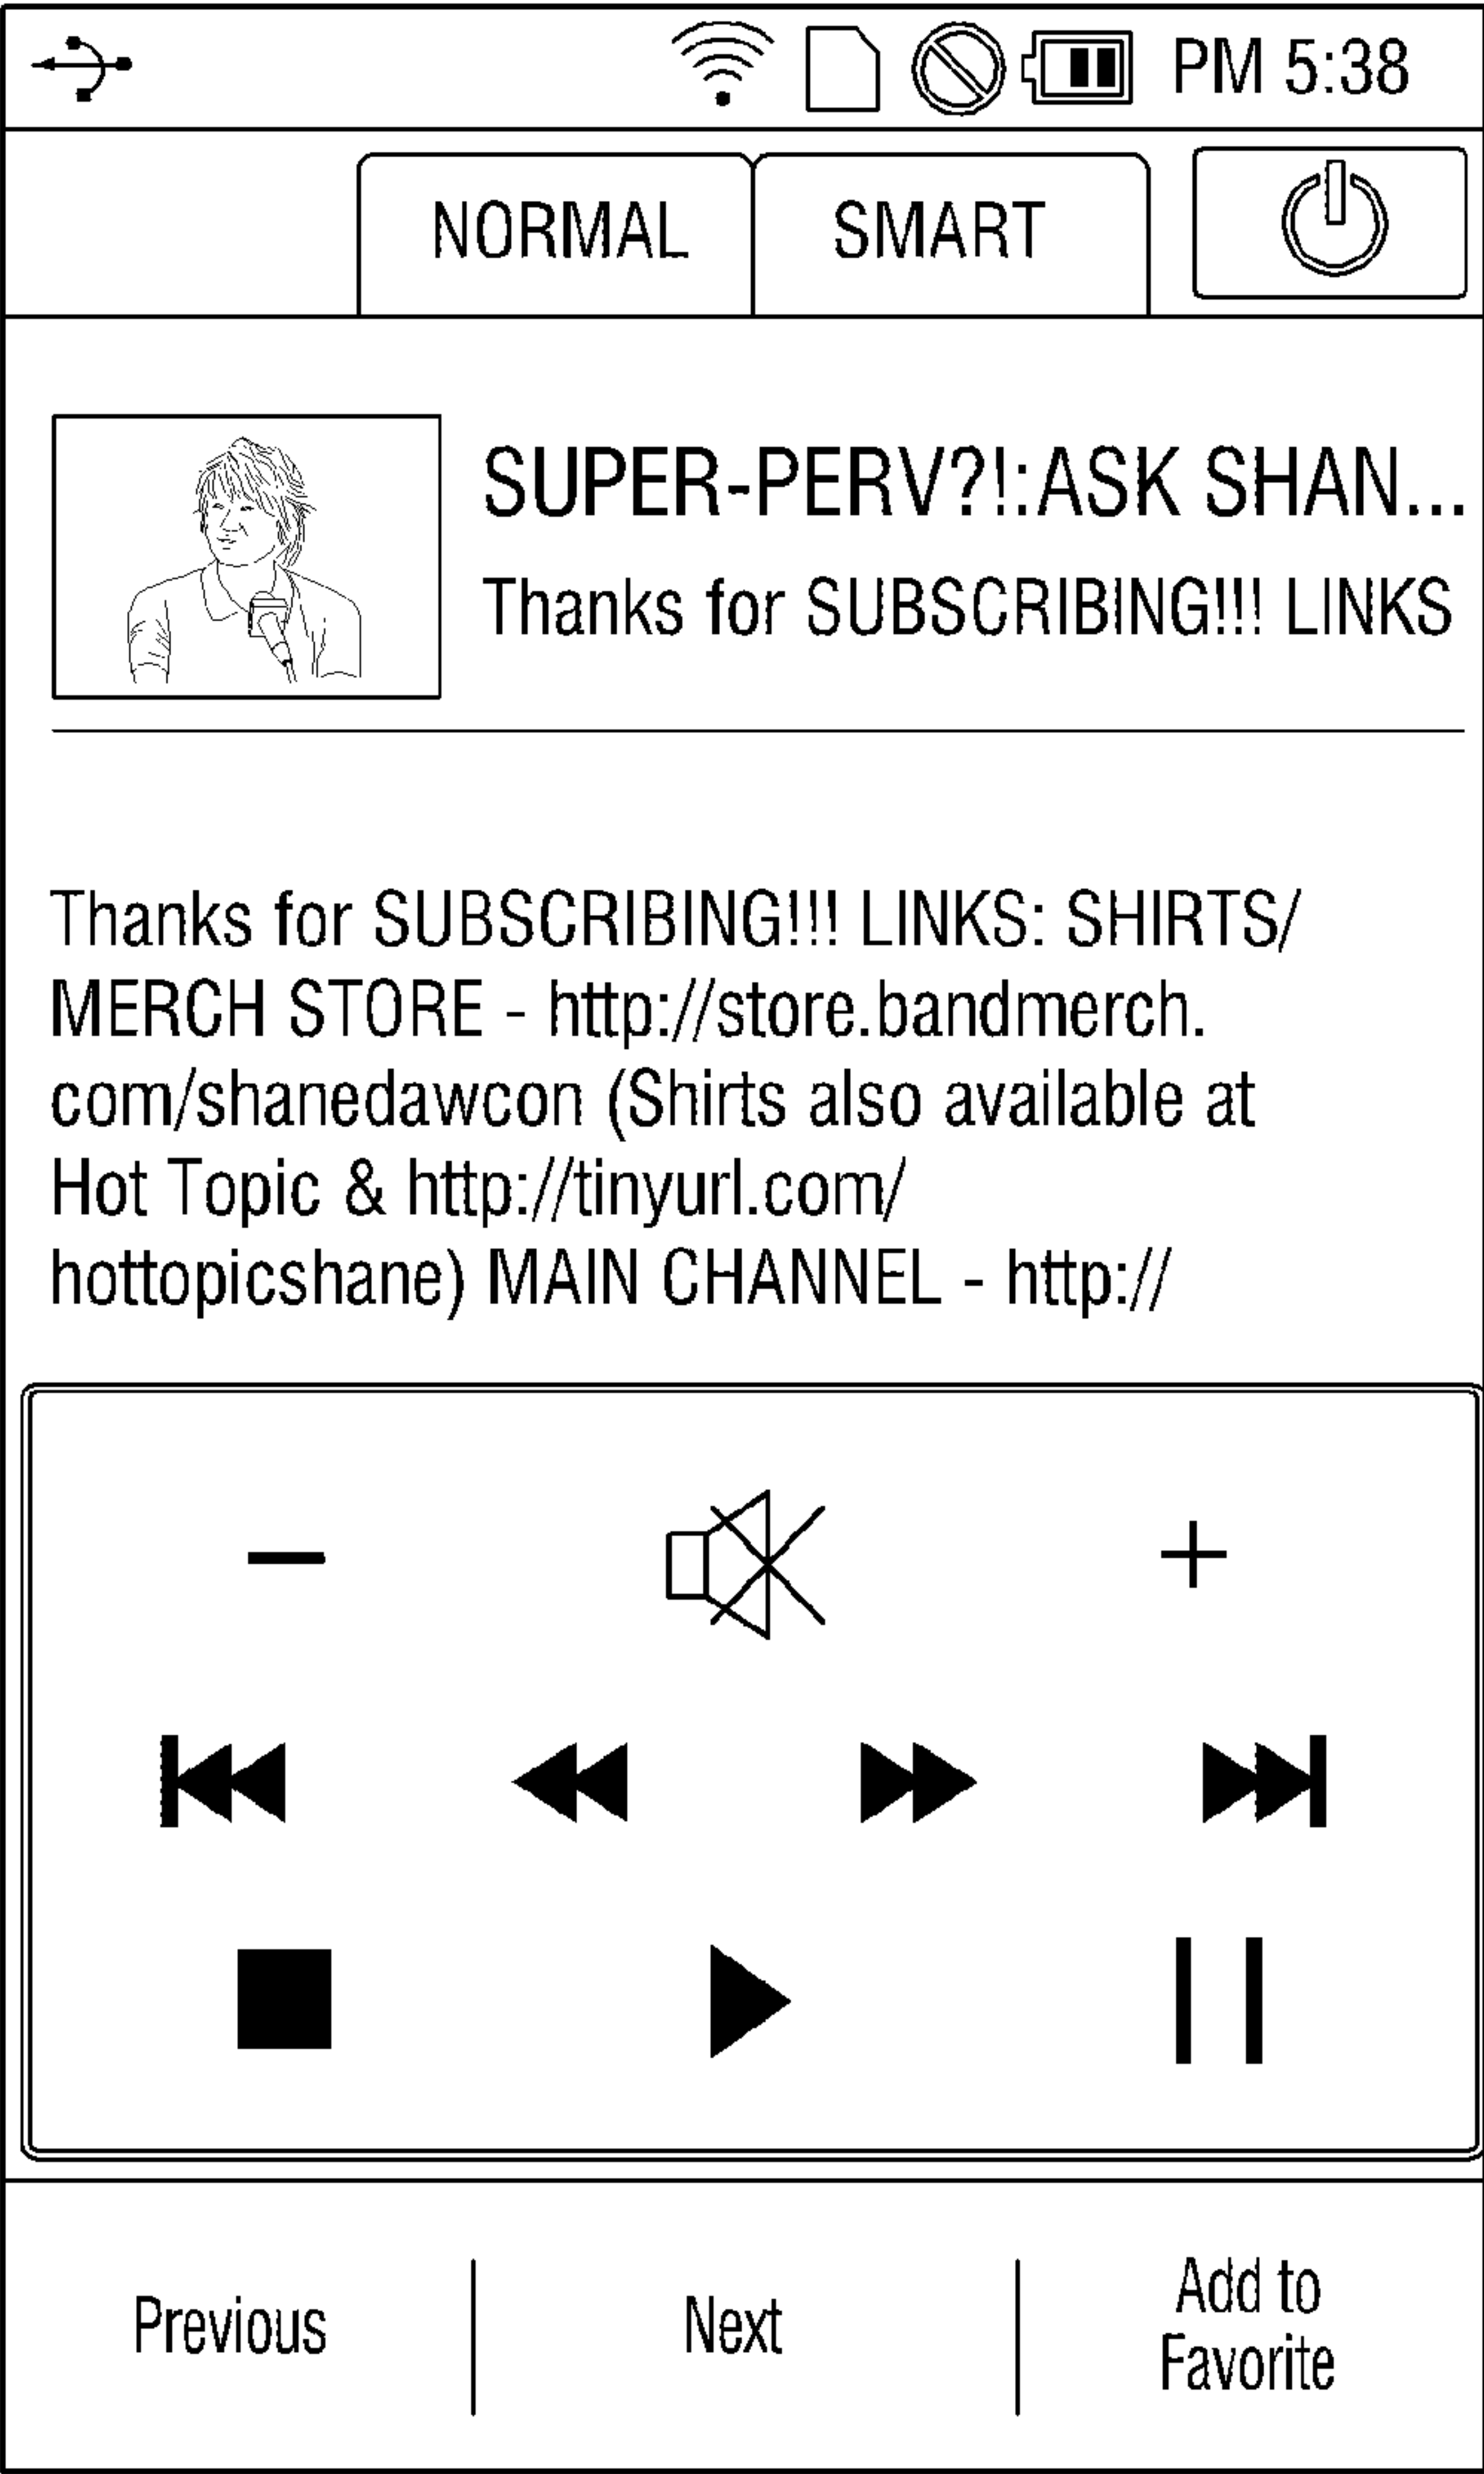 PM 5:38
NORMAL SMART
SUPER-PERV?!:ASK SHAN...
Thanks for SUBSCRIBING!!! LINKS
Thanks for SUBSCRIBING!!! LINKS: SHIRTS/
MERCH STORE - http://store.bandmerch.
com/shanedawcon (Shirts also available at
Hot Topic & http://tinyurl.com/
hottopicshane) MAIN CHANNEL - http://
Previous
Next
Add to
Favorite